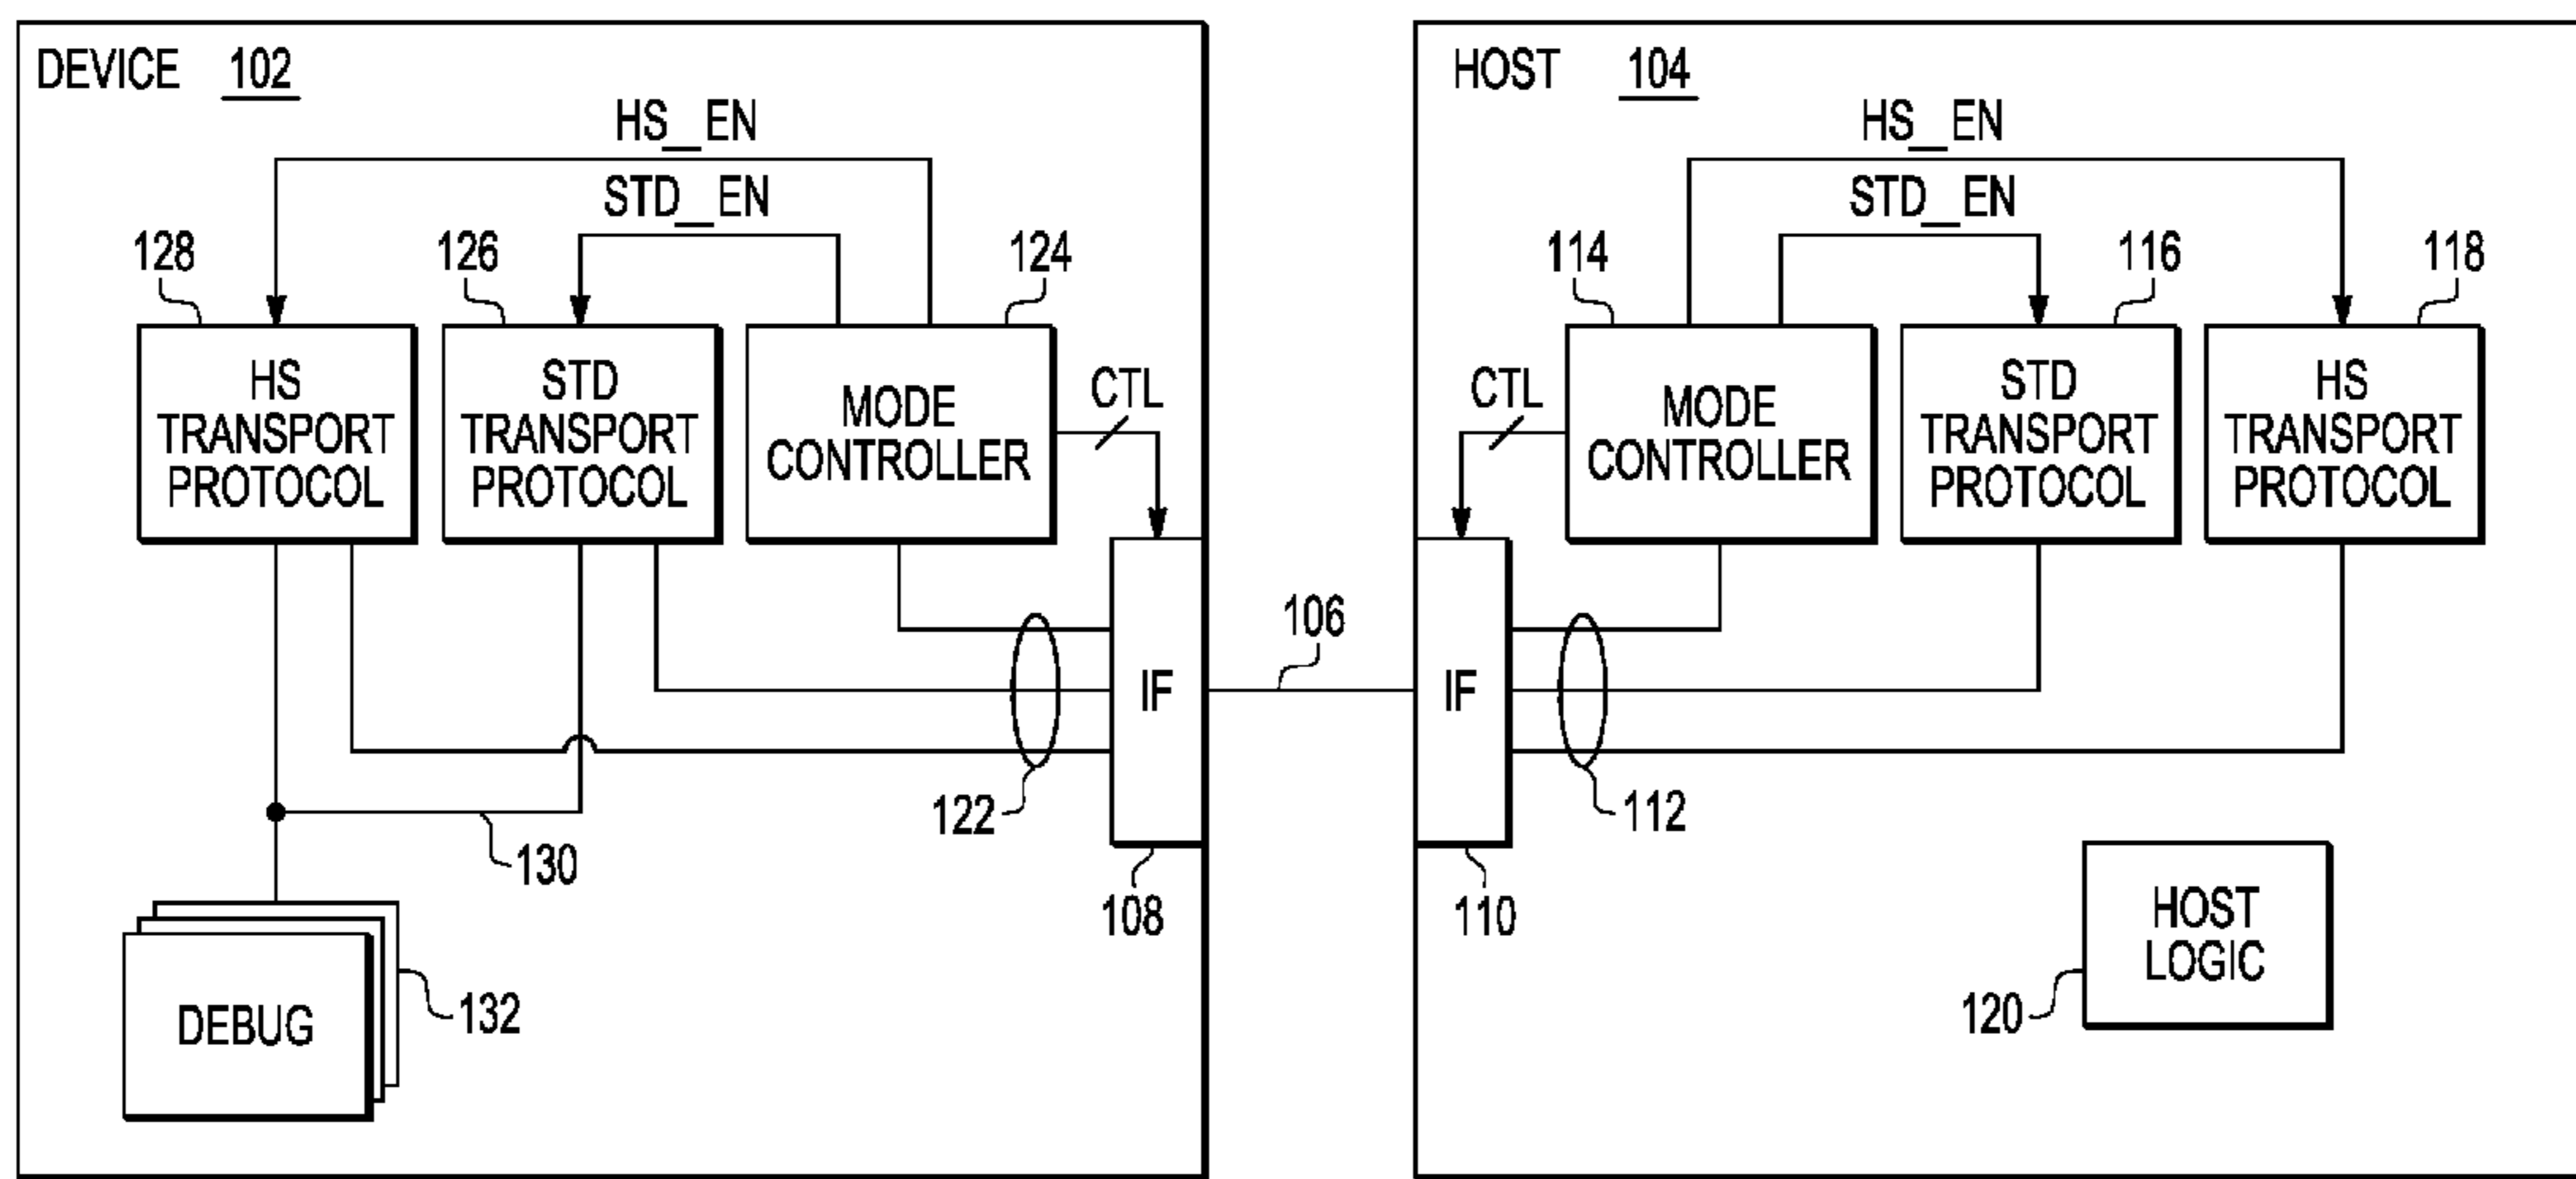 DEVICE 102
HOST 104
HS_EN
HS_EN
STD_EN
STD_EN
128
126
124
114
116
118
HS
TRANSPORT
PROTOCOL
STD
TRANSPORT
PROTOCOL
MODE
CONTROLLER
CTL
CTL
MODE
CONTROLLER
STD
TRANSPORT
PROTOCOL
HS
TRANSPORT
PROTOCOL
106
IF
IF
122
112
130
108
110
DEBUG
132
HOST
LOGIC
120